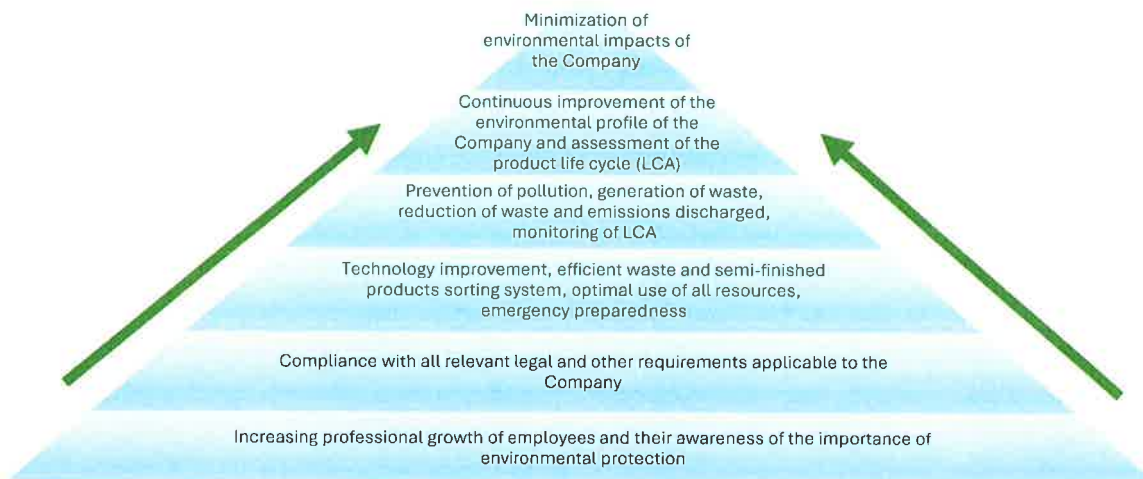 Minimization of
environmental impacts of
the Company
Continuous improvement of the
environmental profile of the
Company and assessment of the
product life cycle (LCA)
Prevention of pollution, generation of waste,
reduction of waste and emissions discharged,
monitoring of LCA
Technology improvement, efficient waste and semi-finished
products sorting system, optimal use of all resources,
emergency preparedness
Compliance with all relevant legal and other requirements applicable to the
Company
Increasing professional growth of employees and their awareness of the importance of
environmental protection